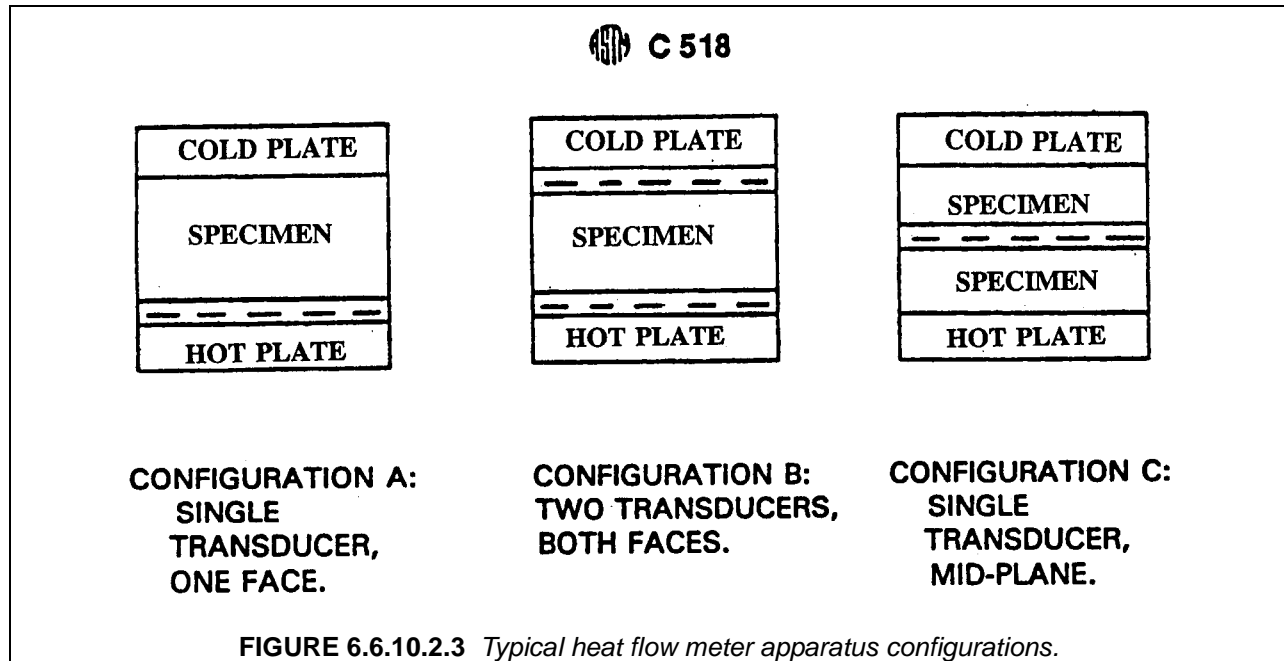 ASTM C 518
COLD PLATE
SPECIMEN
HOT PLATE
COLD PLATE
SPECIMEN
HOT PLATE
COLD PLATE
SPECIMEN
SPECIMEN
HOT PLATE
CONFIGURATION A:
SINGLE
TRANSDUCER,
ONE FACE.
CONFIGURATION B:
TWO TRANSDUCERS,
BOTH FACES.
CONFIGURATION C:
SINGLE
TRANSDUCER,
MID-PLANE.
FIGURE 6.6.10.2.3 Typical heat flow meter apparatus configurations.